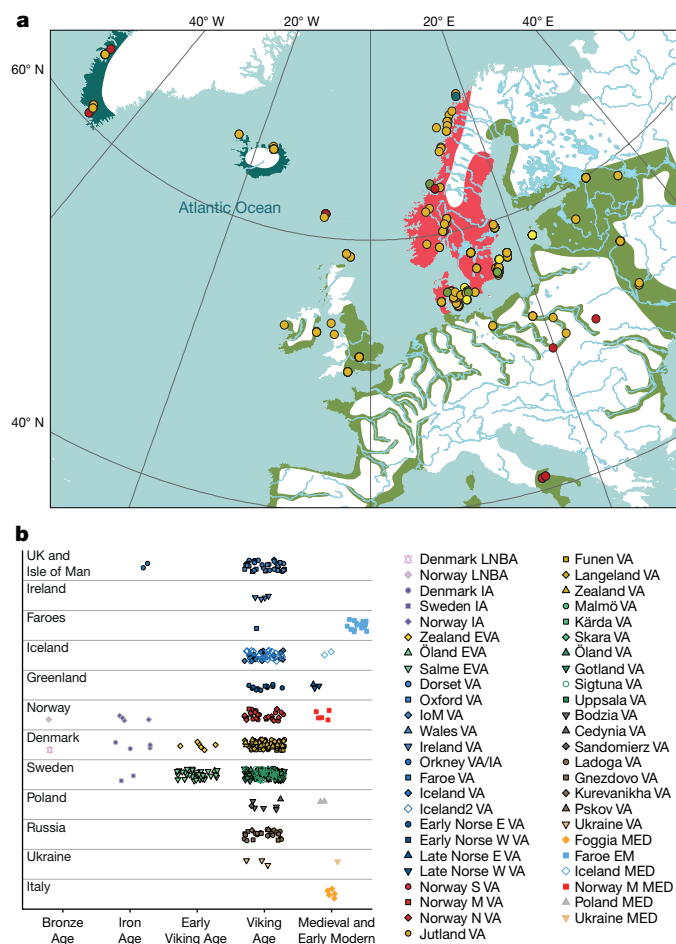 a
40° W
20° W
20° E
40° E
60° N
Atlantic Ocean
40° N
b
UK and
Isle of Man
Ireland
Faroes
Iceland
Greenland
Norway
Denmark
Sweden
Poland
Russia
Ukraine
Italy
Bronze
Age
Iron
Age
Early
Viking Age
Viking
Age
Medieval and
Early Modern
Denmark LNBA
Norway LNBA
Denmark IA
Sweden IA
Norway IA
Zealand EVA
Öland EVA
Salme EVA
Dorset VA
Oxford VA
IoM VA
Wales VA
Ireland VA
Orkney VA/IA
Faroe VA
Iceland VA
Iceland2 VA
Early Norse E VA
Early Norse W VA
Late Norse E VA
Late Norse W VA
Norway S VA
Norway M VA
Norway N VA
Jutland VA
Funen VA
Langeland VA
Zealand VA
Malmö VA
Kärda VA
Skara VA
Öland VA
Gotland VA
Sigtuna VA
Uppsala VA
Bodzia VA
Cedynia VA
Sandomierz VA
Ladoga VA
Gnezdovo VA
Kurevanikha VA
Pskov VA
Ukraine VA
Foggia MED
Faroe EM
Iceland MED
Norway M MED
Poland MED
Ukraine MED